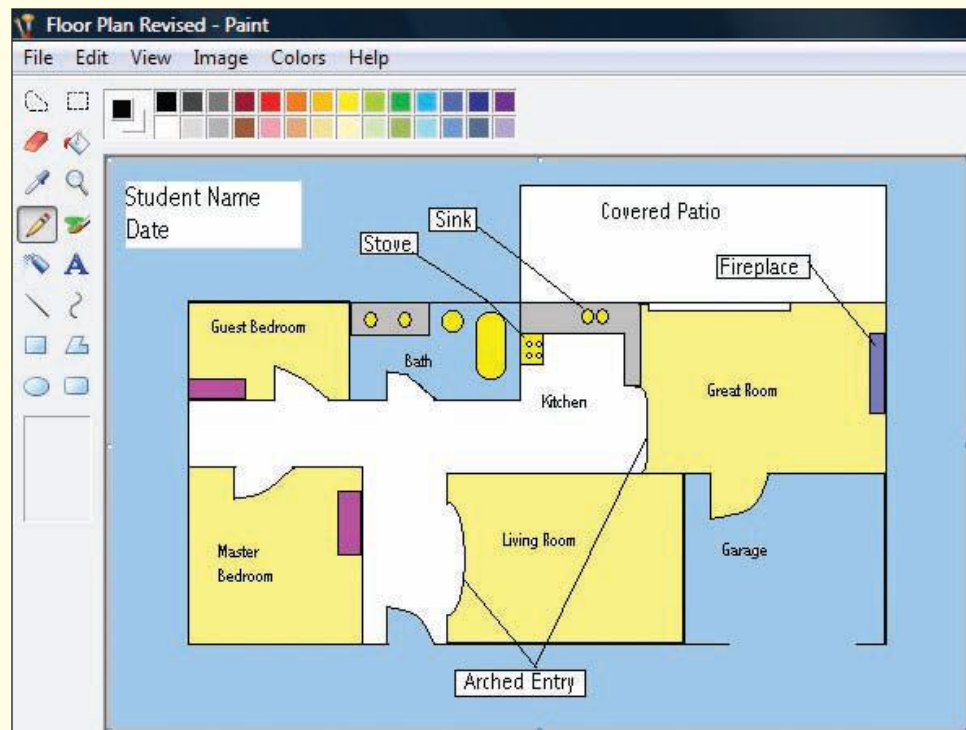 Floor Plan Revised - Paint
File Edit View Image Colors Help
A
Student Name
Date
Sink
Covered Patio
Stove
Fireplace
Guest Bedroom
Bath
Kitchen
Great Room
Living Room
Master
Bedroom
Garage
Arched Entry